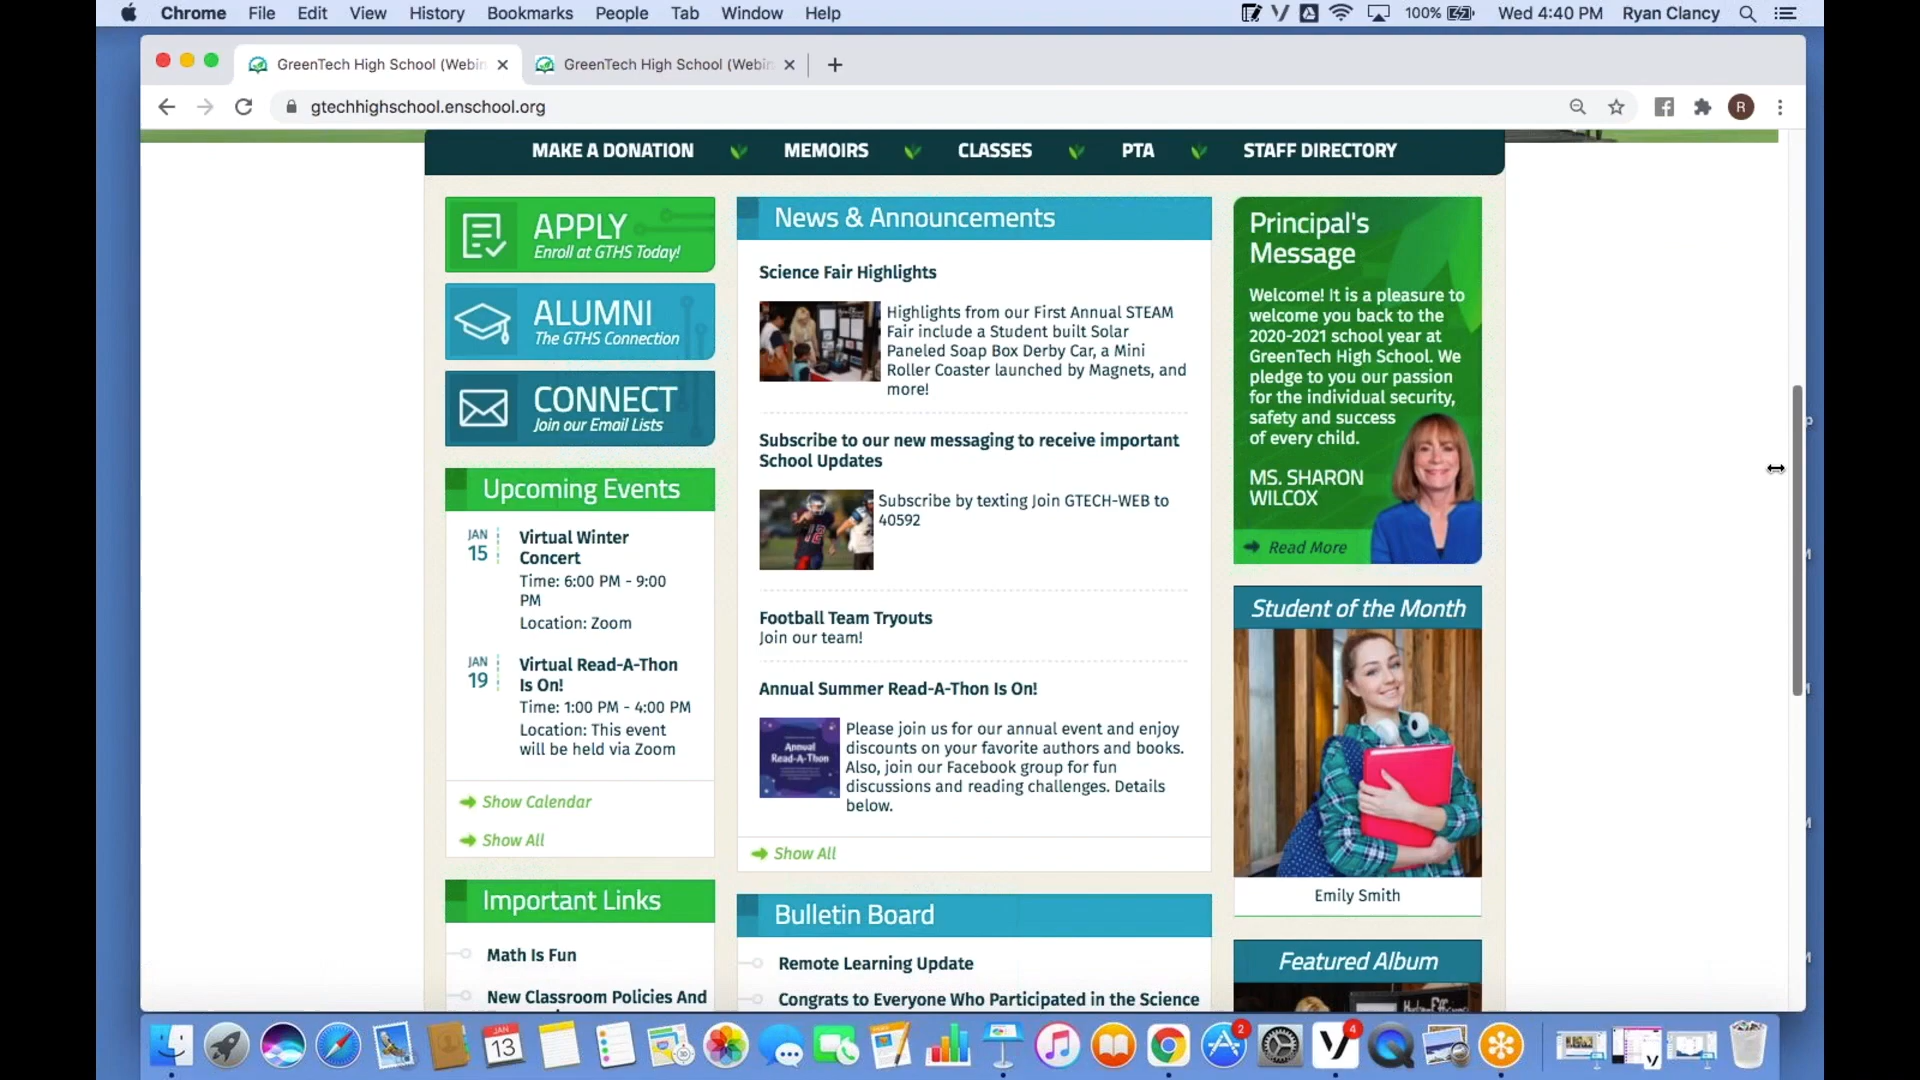 Chrome File Edit View History Bookmarks People Tab Window Help 100% Wed 4:40 PM Ryan Clancy
GreenTech High School (Webin GreenTech High School (Webin
gtechhighschool.enschool.org R
MAKE A DONATION MEMOIRS CLASSES PTA STAFF DIRECTORY
APPLY
Enroll at GTHS Today!
ALUMNI
The GTHS Connection
CONNECT
Join our Email Lists
Upcoming Events
JAN
15
Virtual Winter
Concert
Time: 6:00 PM - 9:00
PM
Location: Zoom
JAN
19
Virtual Read-A-Thon
Is On!
Time: 1:00 PM - 4:00 PM
Location: This event
will be held via Zoom
Show Calendar
Show All
Important Links
Math Is Fun
New Classroom Policies And
News & Announcements
Science Fair Highlights
Highlights from our First Annual STEAM
Fair include a Student built Solar
Paneled Soap Box Derby Car, a Mini
Roller Coaster launched by Magnets, and
more!
Subscribe to our new messaging to receive important
School Updates
Subscribe by texting Join GTECH-WEB to
40592
12
Football Team Tryouts
Join our team!
Annual Summer Read-A-Thon Is On!
Annual
Read-A-Thon
Please join us for our annual event and enjoy
discounts on your favorite authors and books.
Also, join our Facebook group for fun
discussions and reading challenges. Details
below.
Show All
Bulletin Board
Remote Learning Update
Congrats to Everyone Who Participated in the Science
Principal's
Message
Welcome! It is a pleasure to
welcome you back to the
2020-2021 school year at
GreenTech High School. We
pledge to you our passion
for the individual security,
safety and success
of every child.
MS. SHARON
WILCOX
Read More
Student of the Month
Emily Smith
Featured Album
JAN
13
2
4